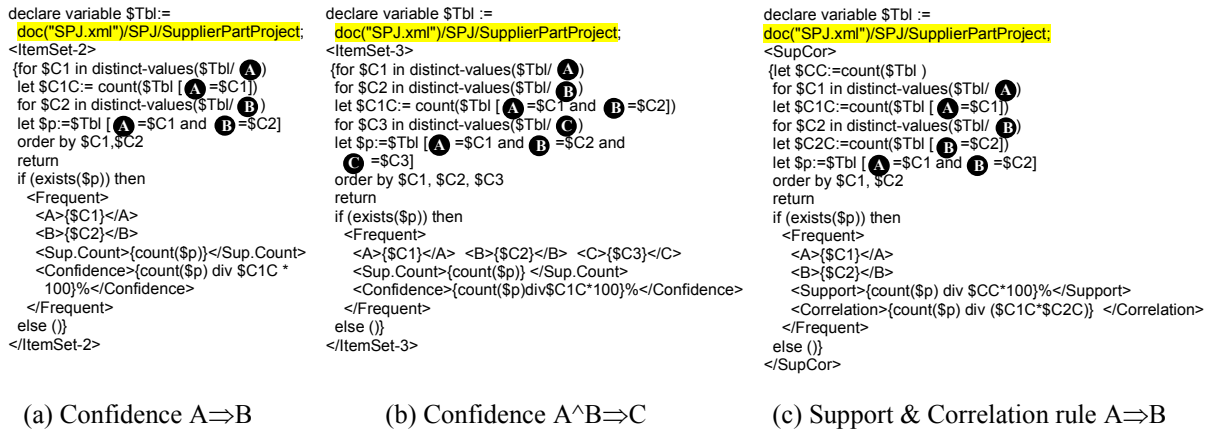 declare variable $Tbl:=
doc("SPJ.xml")/SPJ/SupplierPartProject;
<ItemSet-2>
{for $C1 in distinct-values($Tbl/ A)
let $C1C:= count($Tbl [ A =$C1])
for $C2 in distinct-values($Tbl/ B )
let $p:=$Tbl [ A =$C1 and B =$C2]
order by $C1,$C2
return
if (exists($p)) then
<Frequent>
<A>{$C1}</A>
<B>{$C2}</B>
<Sup.Count>{count($p)}</Sup.Count>
<Confidence>{count($p) div $C1C *
100}%</Confidence>
</Frequent>
else ()}
</ItemSet-2>
(a) Confidence A⇒B
declare variable $Tbl :=
doc("SPJ.xml")/SPJ/SupplierPartProject;
<ItemSet-3>
{for $C1 in distinct-values($Tbl/ A)
for $C2 in distinct-values($Tbl/ B)
let $C1C:= count($Tbl [ A =$C1 and B =$C2])
for $C3 in distinct-values($Tbl/ C)
let $p:=$Tbl [ A =$C1 and B =$C2 and
C =$C3]
order by $C1, $C2, $C3
return
if (exists($p)) then
<Frequent>
<A>{$C1}</A> <B>{$C2}</B> <C>{$C3}</C>
<Sup.Count>{count($p)} </Sup.Count>
<Confidence>{count($p)div$C1C*100}%</Confidence>
</Frequent>
else ()}
</ItemSet-3>
(b) Confidence A^B⇒C
declare variable $Tbl :=
doc("SPJ.xml")/SPJ/SupplierPartProject;
<SupCor>
{let $CC:=count($Tbl )
for $C1 in distinct-values($Tbl/ A)
let $C1C:=count($Tbl [ A =$C1])
for $C2 in distinct-values($Tbl/ B)
let $C2C:=count($Tbl [ B =$C2])
let $p:=$Tbl [ A =$C1 and B =$C2]
order by $C1, $C2
return
if (exists($p)) then
<Frequent>
<A>{$C1}</A>
<B>{$C2}</B>
<Support>{count($p) div $CC*100}%</Support>
<Correlation>{count($p) div ($C1C*$C2C)} </Correlation>
</Frequent>
else ()}
</SupCor>
(c) Support & Correlation rule A⇒B